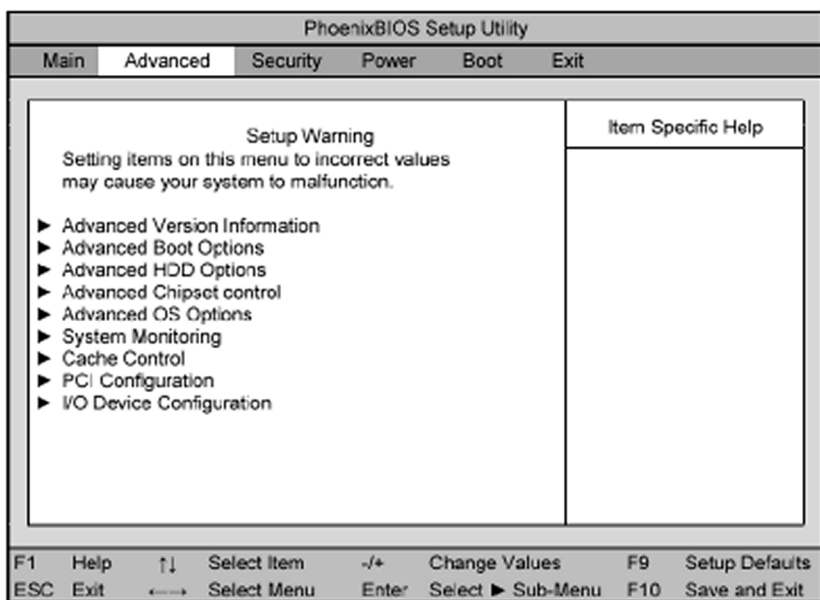 PhoenixBIOS Setup Utility
Main Advanced Security Power Boot Exit
Setup Warning
Setting items on this menu to incorrect values
may cause your system to malfunction.
Item Specific Help
► Advanced Version Information
► Advanced Boot Options
► Advanced HDD Options
► Advanced Chipset control
► Advanced OS Options
► System Monitoring
► Cache Control
► PCI Configuration
► I/O Device Configuration
F1 Help ↑↓ Select Item -/+ Change Values F9 Setup Defaults
ESC Exit ←→ Select Menu Enter Select ► Sub-Menu F10 Save and Exit